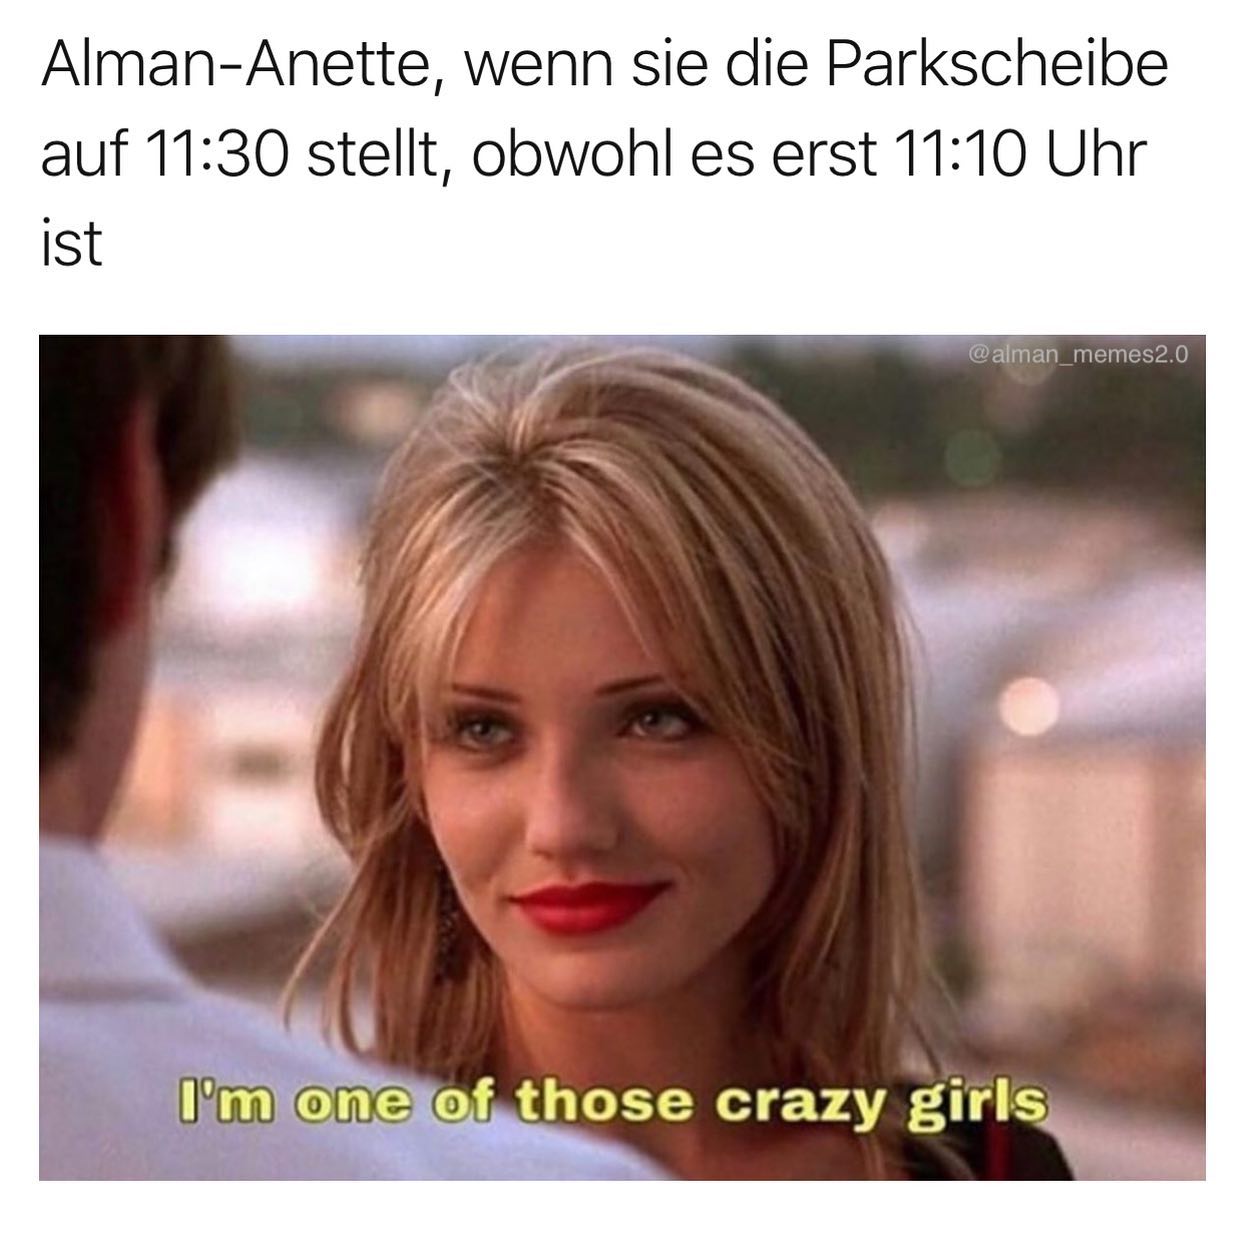 Alman-Anette, wenn sie die Parkscheibe
auf 11:30 stellt, obwohl es erst 11:10 Uhr
ist
@alman_memes2.0
I'm one of those crazy girls